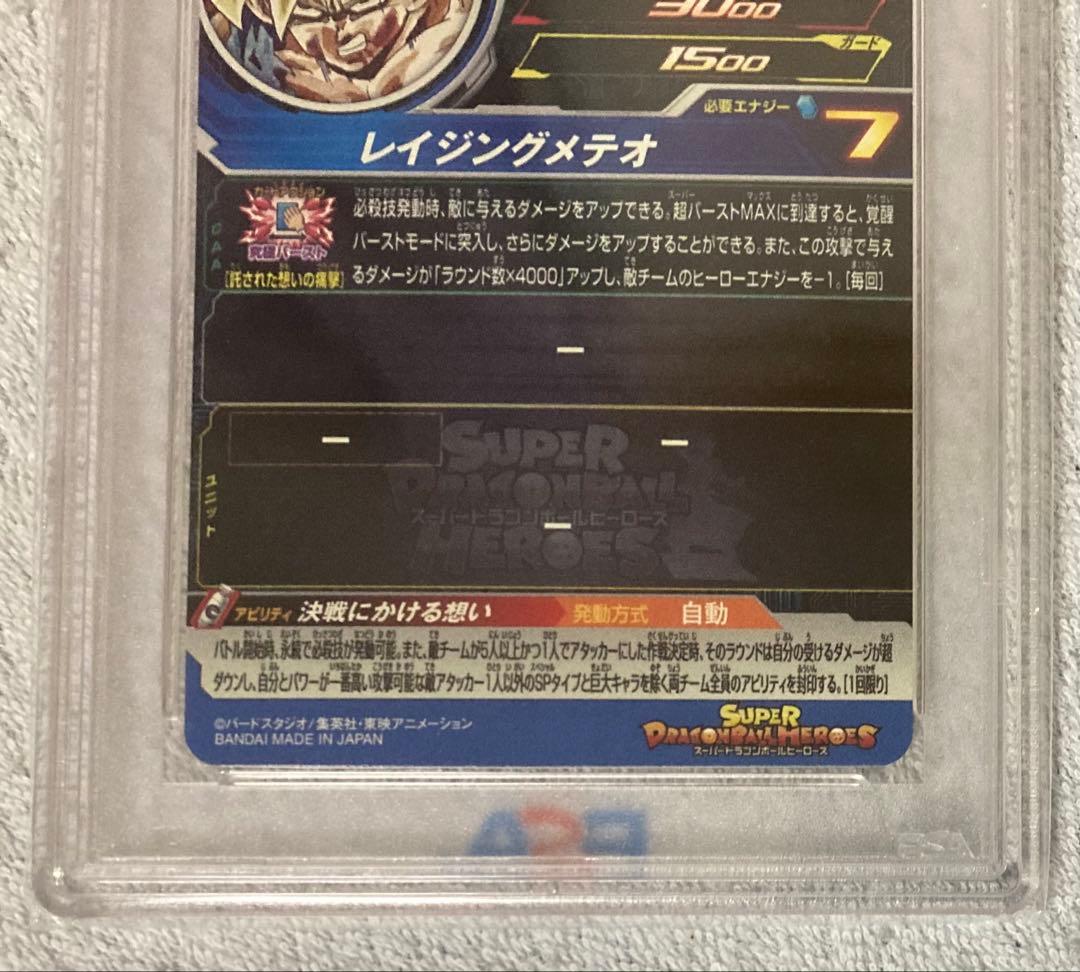 3000
ガード
1500
必要エナジー 7
レイジングメテオ
カードアクション
究極バースト
[託された想いの痛撃]
CAA
必殺技発動時、敵に与えるダメージをアップできる。超バーストMAXに到達すると、覚醒
バーストモードに突入し、さらにダメージをアップすることができる。また、この攻撃で与え
るダメージが「ラウンド数×4000」アップし、敵チームのヒーローエナジーを-1。[毎回]
-
- -
ユニット
SUPER
DRAGONBALL
スーパードラゴンボールヒーローズ
HEROES
-
アビリティ 決戦にかける想い 発動方式 自動
バトル開始時、永続で必殺技が発動可能。また、敵チームが5人以上かつ1人でアタッカーにした作戦決定時、そのラウンドは自分の受けるダメージが超
ダウンし、自分とパワーが一番高い攻撃可能な敵アタッカー1人以外のSPタイプと巨大キャラを除く両チーム全員のアビリティを封印する。[1回限り]
©バードスタジオ/集英社・東映アニメーション
BANDAI MADE IN JAPAN
SUPER
DRAGONBALL HEROES
スーパードラゴンボールヒーローズ